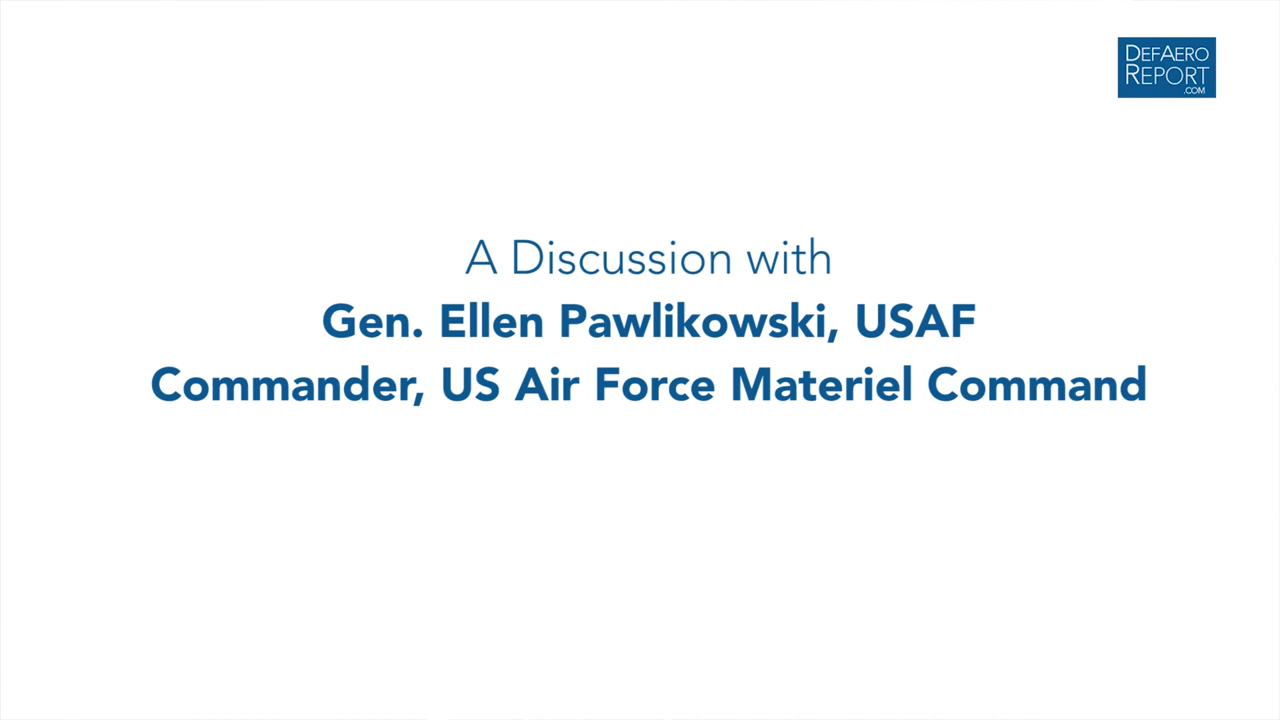 DEFAERO
REPORT
.COM
A Discussion with
Gen. Ellen Pawlikowski, USAF
Commander, US Air Force Materiel Command